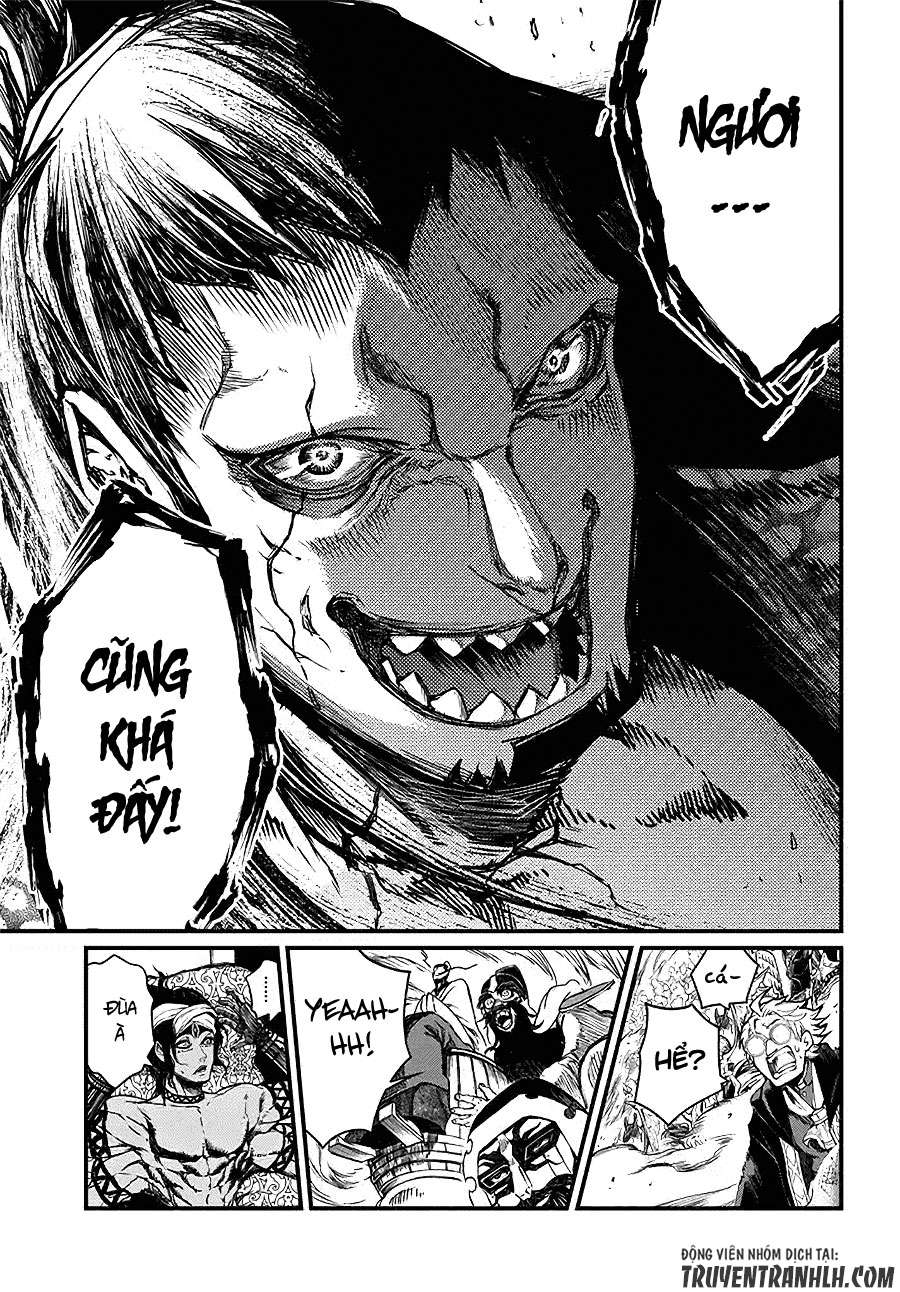 NGƯƠI
---
CŨNG
KHÁ
ĐẤY!
CÁ-
HỂ?
YEAAH-
HH!
......
ĐÙA
À
ĐỘNG VIÊN NHÓM DỊCH TẠI:
TRUYENTRANHLH.COM